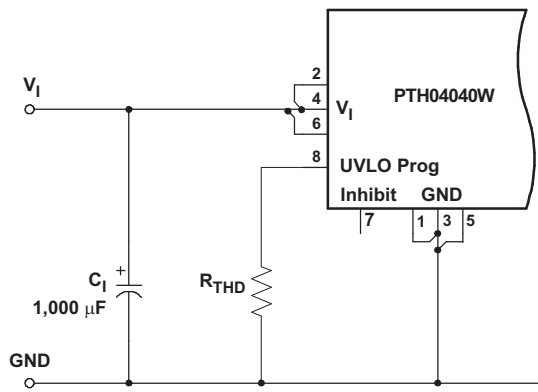 2
V_I
4
V_I
PTH04040W
6
8
UVLO Prog
Inhibit
GND
7
1
3
5
+
C_I
1,000 μF
R_THD
GND